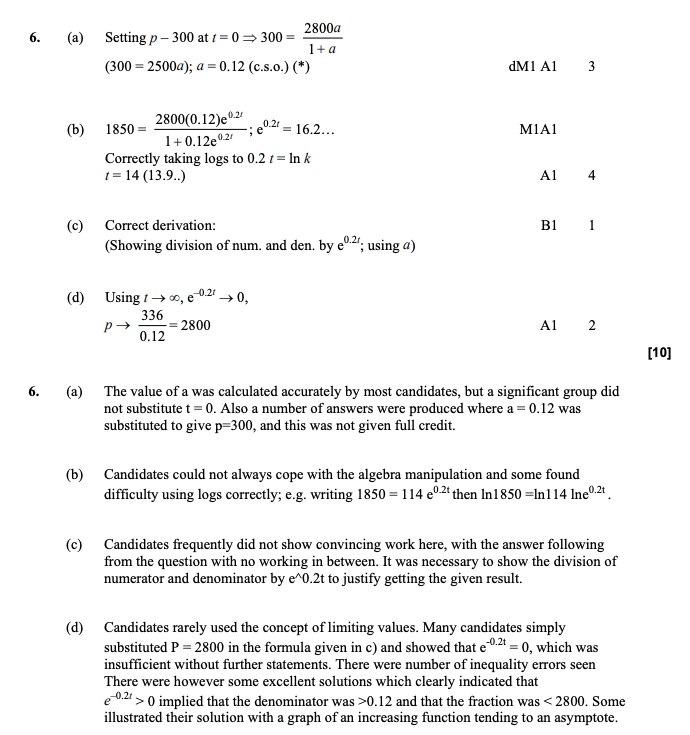 6. (a) Setting p – 300 at t = 0 ⇒ 300 = 2800a / 1 + a
(300 = 2500a); a = 0.12 (c.s.o.) (*) dM1 A1 3
(b) 1850 = 2800(0.12)e^0.2t / 1 + 0.12e^0.2t ; e^0.2t = 16.2... M1A1
Correctly taking logs to 0.2 t = ln k
t = 14 (13.9..) A1 4
(c) Correct derivation: B1 1
(Showing division of num. and den. by e^0.2t; using a)
(d) Using t → ∞, e^–0.2t → 0,
p → 336 / 0.12 = 2800 A1 2
[10]
6. (a) The value of a was calculated accurately by most candidates, but a significant group did
not substitute t = 0. Also a number of answers were produced where a = 0.12 was
substituted to give p=300, and this was not given full credit.
(b) Candidates could not always cope with the algebra manipulation and some found
difficulty using logs correctly; e.g. writing 1850 = 114 e^0.2t then ln1850 =ln114 lne^0.2t .
(c) Candidates frequently did not show convincing work here, with the answer following
from the question with no working in between. It was necessary to show the division of
numerator and denominator by e^0.2t to justify getting the given result.
(d) Candidates rarely used the concept of limiting values. Many candidates simply
substituted P = 2800 in the formula given in c) and showed that e^-0.2t = 0, which was
insufficient without further statements. There were number of inequality errors seen
There were however some excellent solutions which clearly indicated that
e^–0.2t > 0 implied that the denominator was >0.12 and that the fraction was < 2800. Some
illustrated their solution with a graph of an increasing function tending to an asymptote.